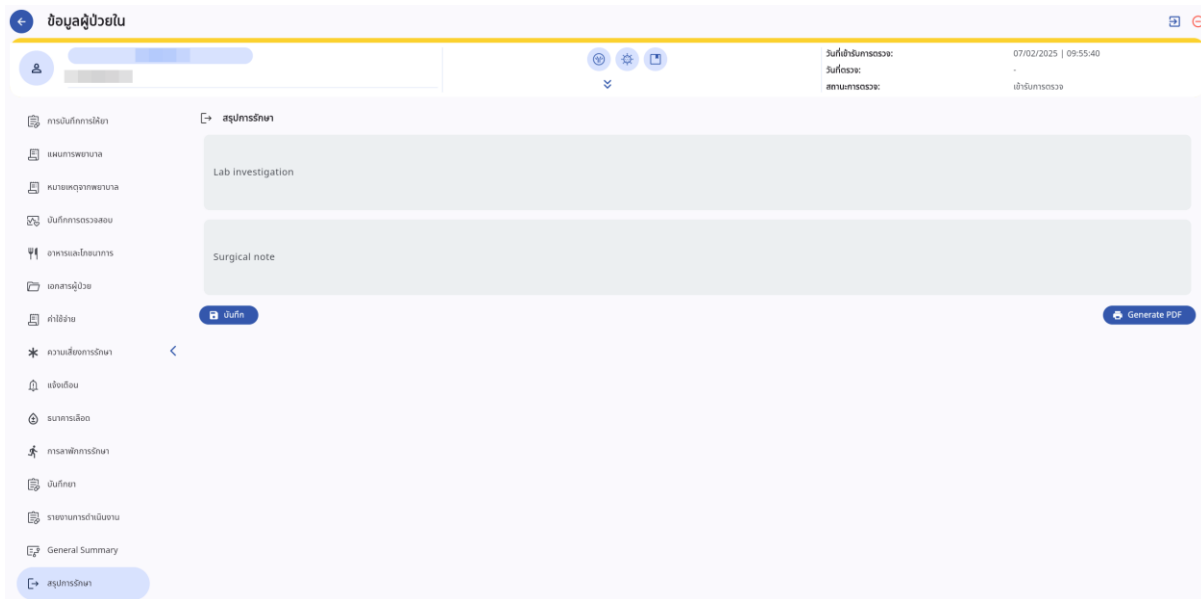 ข้อมูลผู้ป่วยใน
วันที่เข้ารับการตรวจ: 07/02/2025 | 09:55:40
วันที่ตรวจ: -
สถานะการตรวจ: เข้ารับการตรวจ
การบันทึกการให้ยา
แผนการพยาบาล
หมายเหตุจากพยาบาล
บันทึกการตรวจสอบ
อาหารและโภชนาการ
เอกสารผู้ป่วย
ค่าใช้จ่าย
ความเสี่ยงการรักษา
แจ้งเตือน
ธนาคารเลือด
การลาพักการรักษา
บันทึกยา
รายงานการดำเนินงาน
General Summary
สรุปการรักษา
สรุปการรักษา
Lab investigation
Surgical note
บันทึก
Generate PDF